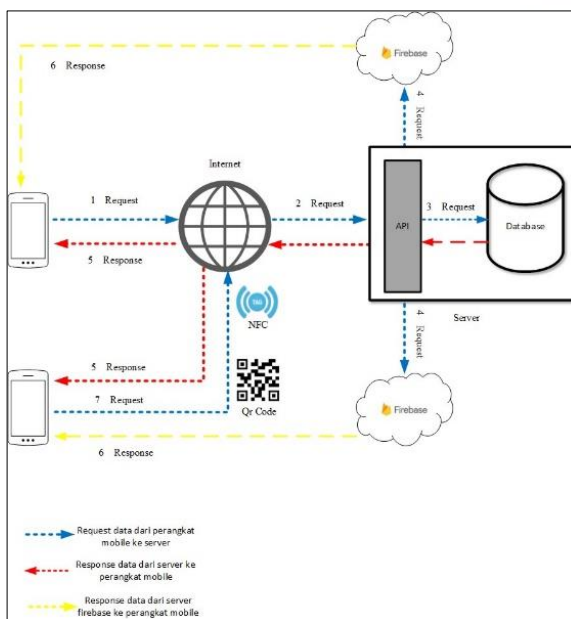 Firebase
6 Response
4 Request
Internet
1 Request
2 Request
3 Request
API
Database
5 Response
TAG
NFC
4 Request
Server
5 Response
7 Request
Qr Code
Firebase
6 Response
Request data dari perangkat
mobile ke server
Response data dari server ke
perangkat mobile
Response data dari server
firebase ke perangkat mobile